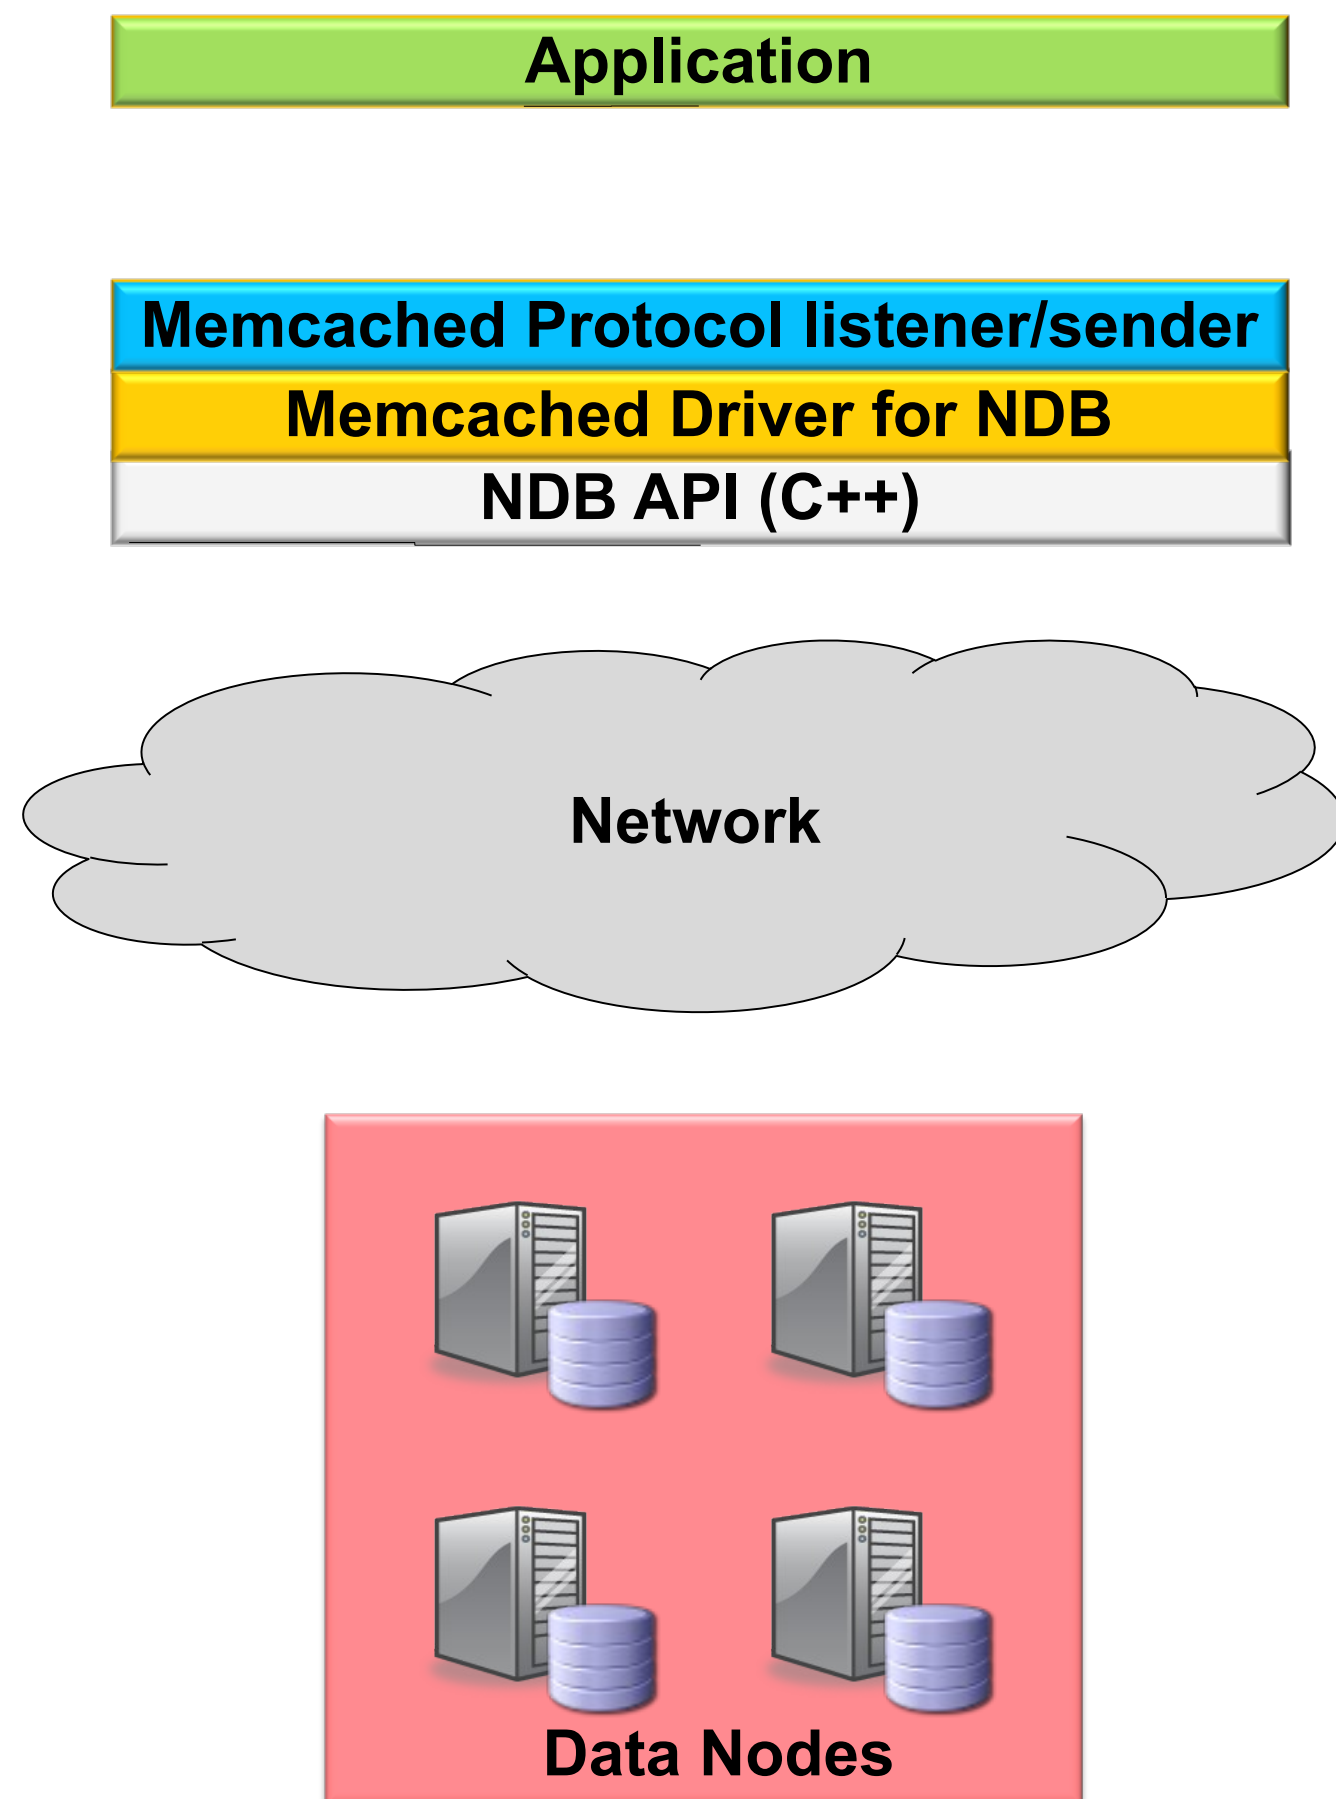 Application
Memcached Protocol listener/sender
Memcached Driver for NDB
NDB API (C++)
Network
Data Nodes